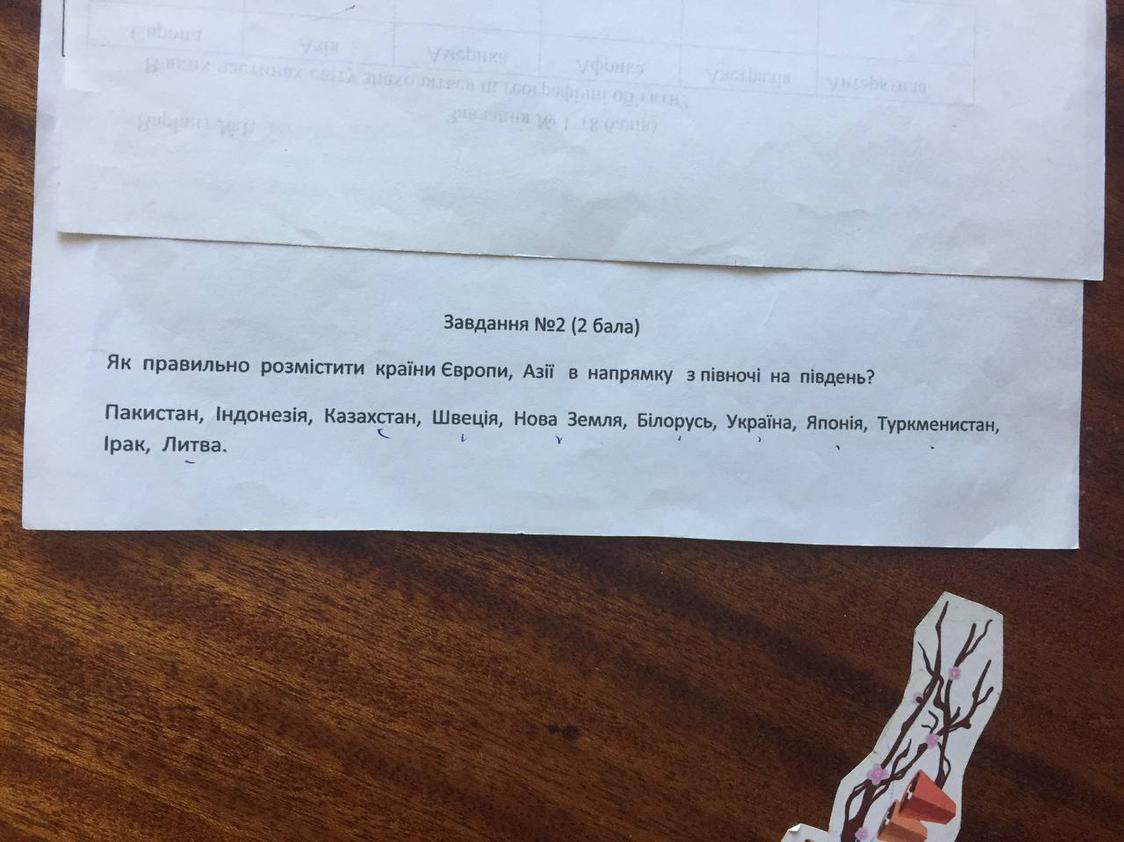 Завдання №2 (2 бала)
Як правильно розмістити країни Європи, Азії в напрямку з півночі на південь?
Пакистан, Індонезія, Казахстан, Швеція, Нова Земля, Білорусь, Україна, Японія, Туркменистан,
Ірак, Литва.